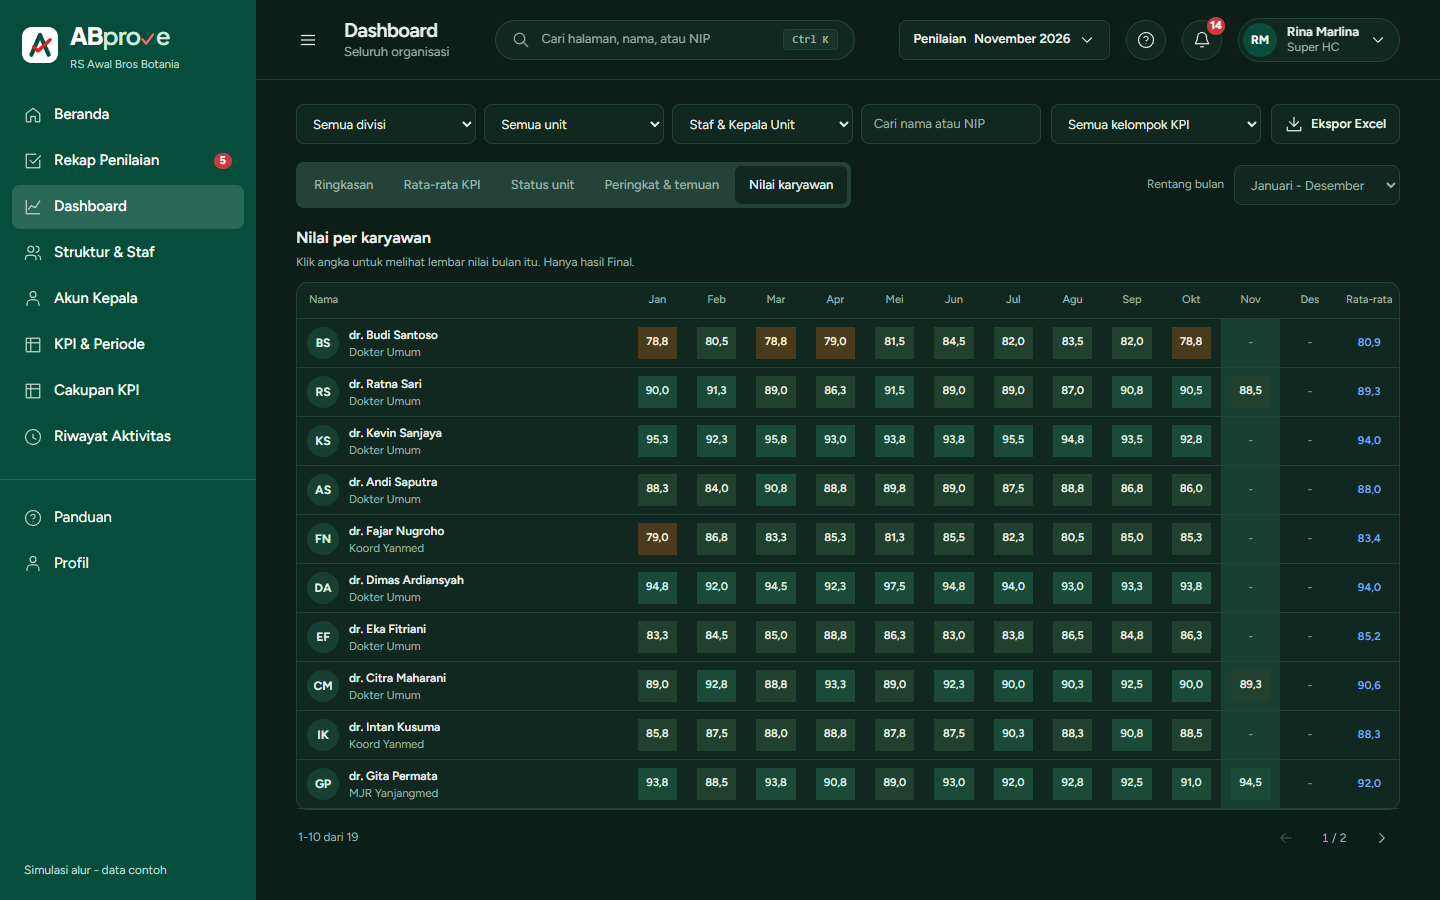 ABprove
RS Awal Bros Botania
Beranda
Rekap Penilaian 5
Dashboard
Struktur & Staf
Akun Kepala
KPI & Periode
Cakupan KPI
Riwayat Aktivitas
Panduan
Profil
Simulasi alur - data contoh
Dashboard
Seluruh organisasi
Cari halaman, nama, atau NIP Ctrl K
Penilaian November 2026
14
RM
Rina Marlina
Super HC
Semua divisi Semua unit Staf & Kepala Unit Cari nama atau NIP Semua kelompok KPI Ekspor Excel
Ringkasan Rata-rata KPI Status unit Peringkat & temuan Nilai karyawan
Rentang bulan Januari - Desember
Nilai per karyawan
Klik angka untuk melihat lembar nilai bulan itu. Hanya hasil Final.
Nama Jan Feb Mar Apr Mei Jun Jul Agu Sep Okt Nov Des Rata-rata
BS dr. Budi Santoso 78,8 80,5 78,8 79,0 81,5 84,5 82,0 83,5 82,0 78,8 - - 80,9
Dokter Umum
RS dr. Ratna Sari 90,0 91,3 89,0 86,3 91,5 89,0 89,0 87,0 90,8 90,5 88,5 - 89,3
Dokter Umum
KS dr. Kevin Sanjaya 95,3 92,3 95,8 93,0 93,8 93,8 95,5 94,8 93,5 92,8 - - 94,0
Dokter Umum
AS dr. Andi Saputra 88,3 84,0 90,8 88,8 89,8 89,0 87,5 88,8 86,8 86,0 - - 88,0
Dokter Umum
FN dr. Fajar Nugroho 79,0 86,8 83,3 85,3 81,3 85,5 82,3 80,5 85,0 85,3 - - 83,4
Koord Yanmed
DA dr. Dimas Ardiansyah 94,8 92,0 94,5 92,3 97,5 94,8 94,0 93,0 93,3 93,8 - - 94,0
Dokter Umum
EF dr. Eka Fitriani 83,3 84,5 85,0 88,8 86,3 83,0 83,8 86,5 84,8 86,3 - - 85,2
Dokter Umum
CM dr. Citra Maharani 89,0 92,8 88,8 93,3 89,0 92,3 90,0 90,3 92,5 90,0 89,3 - 90,6
Dokter Umum
IK dr. Intan Kusuma 85,8 87,5 88,0 88,8 87,8 87,5 90,3 88,3 90,8 88,5 - - 88,3
Koord Yanmed
GP dr. Gita Permata 93,8 88,5 93,8 90,8 89,0 93,0 92,0 92,8 92,5 91,0 94,5 - 92,0
MJR Yanjangmed
1-10 dari 19
1 / 2